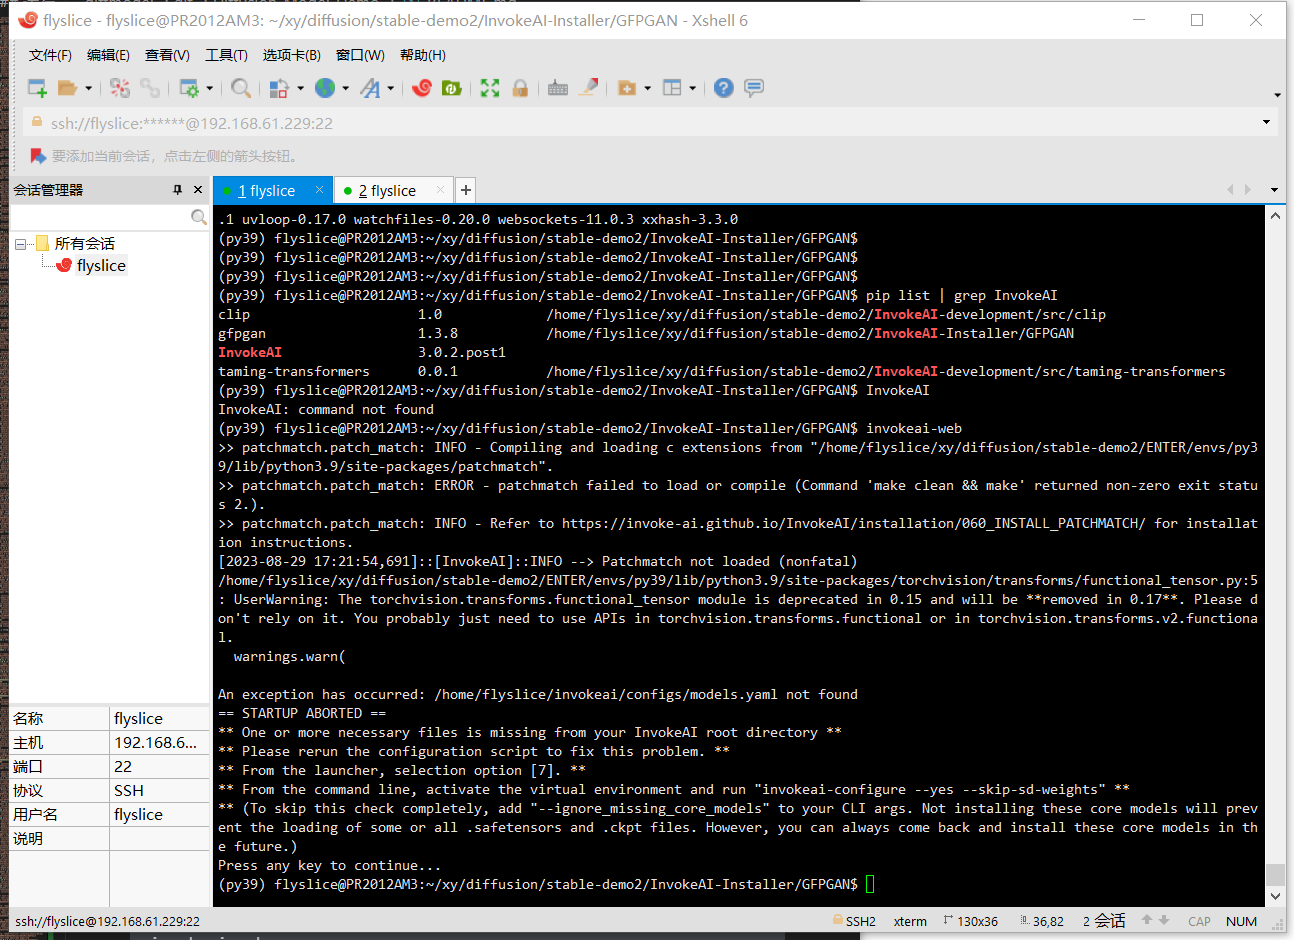 flyslice - flyslice@PR2012AM3: ~/xy/diffusion/stable-demo2/InvokeAI-Installer/GFPGAN - Xshell 6
文件(F) 编辑(E) 查看(V) 工具(T) 选项卡(B) 窗口(W) 帮助(H)
ssh://flyslice:******@192.168.61.229:22
要添加当前会话，点击左侧的箭头按钮。
会话管理器
1 flyslice
2 flyslice
所有会话
flyslice
.1 uvloop-0.17.0 watchfiles-0.20.0 websockets-11.0.3 xxhash-3.3.0
(py39) flyslice@PR2012AM3:~/xy/diffusion/stable-demo2/InvokeAI-Installer/GFPGAN$
(py39) flyslice@PR2012AM3:~/xy/diffusion/stable-demo2/InvokeAI-Installer/GFPGAN$
(py39) flyslice@PR2012AM3:~/xy/diffusion/stable-demo2/InvokeAI-Installer/GFPGAN$
(py39) flyslice@PR2012AM3:~/xy/diffusion/stable-demo2/InvokeAI-Installer/GFPGAN$ pip list | grep InvokeAI
clip 1.0 /home/flyslice/xy/diffusion/stable-demo2/InvokeAI-development/src/clip
gfpgan 1.3.8 /home/flyslice/xy/diffusion/stable-demo2/InvokeAI-Installer/GFPGAN
InvokeAI 3.0.2.post1
taming-transformers 0.0.1 /home/flyslice/xy/diffusion/stable-demo2/InvokeAI-development/src/taming-transformers
(py39) flyslice@PR2012AM3:~/xy/diffusion/stable-demo2/InvokeAI-Installer/GFPGAN$ InvokeAI
InvokeAI: command not found
(py39) flyslice@PR2012AM3:~/xy/diffusion/stable-demo2/InvokeAI-Installer/GFPGAN$ invokeai-web
>> patchmatch.patch_match: INFO - Compiling and loading c extensions from "/home/flyslice/xy/diffusion/stable-demo2/ENTER/envs/py3
9/lib/python3.9/site-packages/patchmatch".
>> patchmatch.patch_match: ERROR - patchmatch failed to load or compile (Command 'make clean && make' returned non-zero exit statu
s 2.).
>> patchmatch.patch_match: INFO - Refer to https://invoke-ai.github.io/InvokeAI/installation/060_INSTALL_PATCHMATCH/ for installat
ion instructions.
[2023-08-29 17:21:54,691]::[InvokeAI]::INFO --> Patchmatch not loaded (nonfatal)
/home/flyslice/xy/diffusion/stable-demo2/ENTER/envs/py39/lib/python3.9/site-packages/torchvision/transforms/functional_tensor.py:5
: UserWarning: The torchvision.transforms.functional_tensor module is deprecated in 0.15 and will be **removed in 0.17**. Please d
on't rely on it. You probably just need to use APIs in torchvision.transforms.functional or in torchvision.transforms.v2.functiona
l.
warnings.warn(
An exception has occurred: /home/flyslice/invokeai/configs/models.yaml not found
== STARTUP ABORTED ==
** One or more necessary files is missing from your InvokeAI root directory **
** Please rerun the configuration script to fix this problem. **
** From the launcher, selection option [7]. **
** From the command line, activate the virtual environment and run "invokeai-configure --yes --skip-sd-weights" **
** (To skip this check completely, add "--ignore_missing_core_models" to your CLI args. Not installing these core models will prev
ent the loading of some or all .safetensors and .ckpt files. However, you can always come back and install these core models in th
e future.)
Press any key to continue...
(py39) flyslice@PR2012AM3:~/xy/diffusion/stable-demo2/InvokeAI-Installer/GFPGAN$
名称 flyslice
主机 192.168.6...
端口 22
协议 SSH
用户名 flyslice
说明
ssh://flyslice@192.168.61.229:22
SSH2 xterm 130x36 36,82 2 会话 CAP NUM